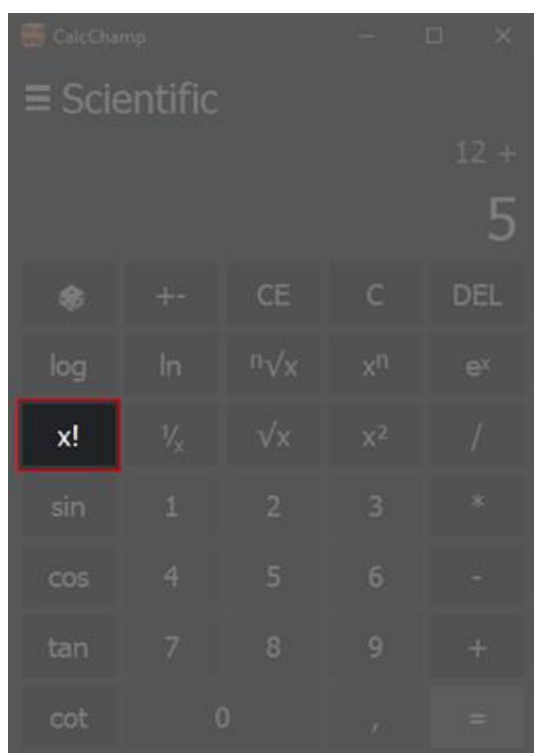 CalcChamp
Scientific
12 +
5
+- CE C DEL
log ln ⁿ√x xⁿ eˣ
x! ¹/ₓ √x x² /
sin 1 2 3 *
cos 4 5 6 -
tan 7 8 9 +
cot 0 , =